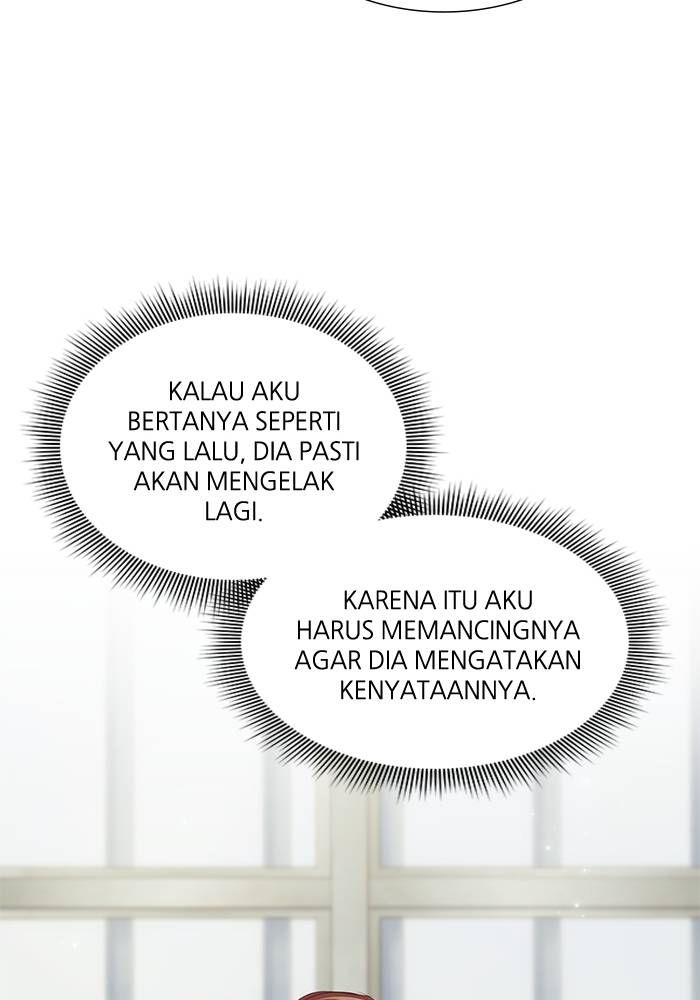 KALAU AKU
BERTANYA SEPERTI
YANG LALU, DIA PASTI
AKAN MENGELAK
LAGI.
KARENA ITU AKU
HARUS MEMANCINGNYA
AGAR DIA MENGATAKAN
KENYATAANNYA.